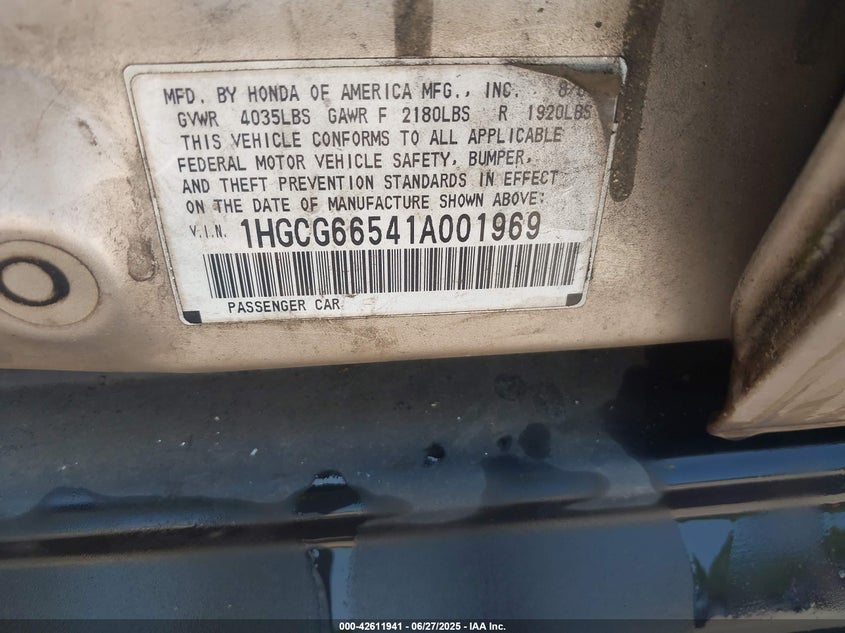 MFD. BY HONDA OF AMERICA MFG., INC.
GVWR 4035LBS GAWR F 2180LBS R 1920LBS
THIS VEHICLE CONFORMS TO ALL APPLICABLE
FEDERAL MOTOR VEHICLE SAFETY, BUMPER,
AND THEFT PREVENTION STANDARDS IN EFFECT
ON THE DATE OF MANUFACTURE SHOWN ABOVE:
V.I.N. 1HGCG66541A001969
PASSENGER CAR
000-42611941 | 06/27/2025 - IAA Inc.